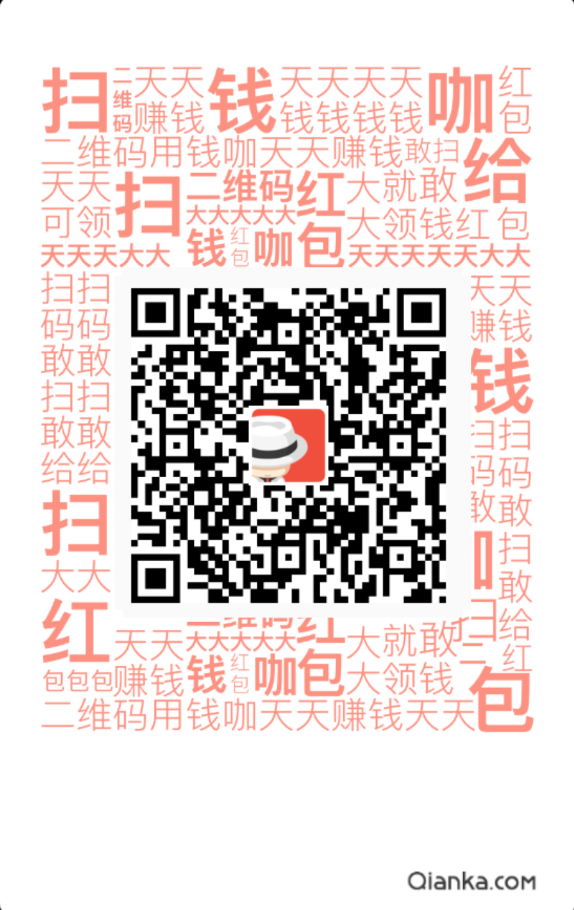 扫 二维码 天天赚钱 钱 天天天天钱钱钱钱 咖 红包
二维码用钱咖天天赚钱敢扫 给
天天可领 扫 二维码 红 大就敢
大大大大大
钱 红包 咖 包 大领钱红包
天天天大大 天天天天天大大
扫扫 天天
码码 赚钱
敢敢 钱
扫扫 扫扫
敢敢 码码
给给 敢敢
扫 扫
大大 敢
红 二维码 红 大就敢 扫 给
天天 大大大大大 二 红
包包包赚钱 钱 红包 咖 包 大领钱 包
二维码用钱咖天天赚钱天天
Qianka.com